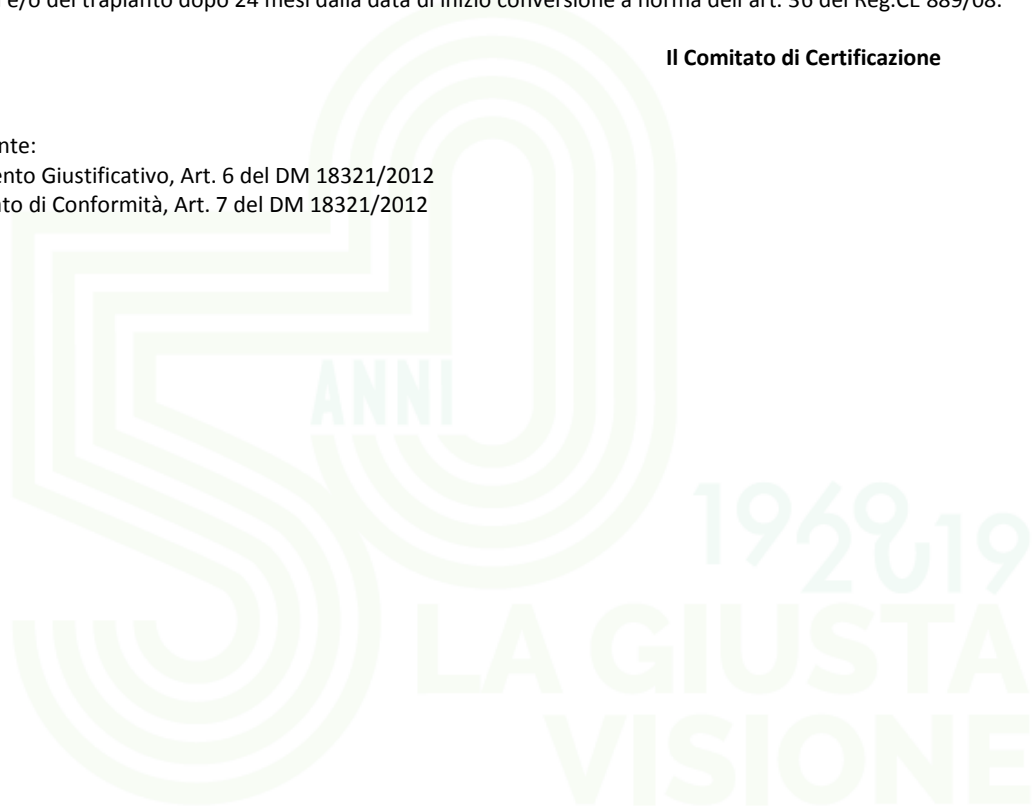 e/o del trapianto dopo 24 mesi dalla data di inizio conversione a norma dell'art. 36 del Reg.CE 889/08.
Il Comitato di Certificazione
nte:
ento Giustificativo, Art. 6 del DM 18321/2012
to di Conformità, Art. 7 del DM 18321/2012
50
ANNI
1969
2019
LA GIUSTA
VISIONE